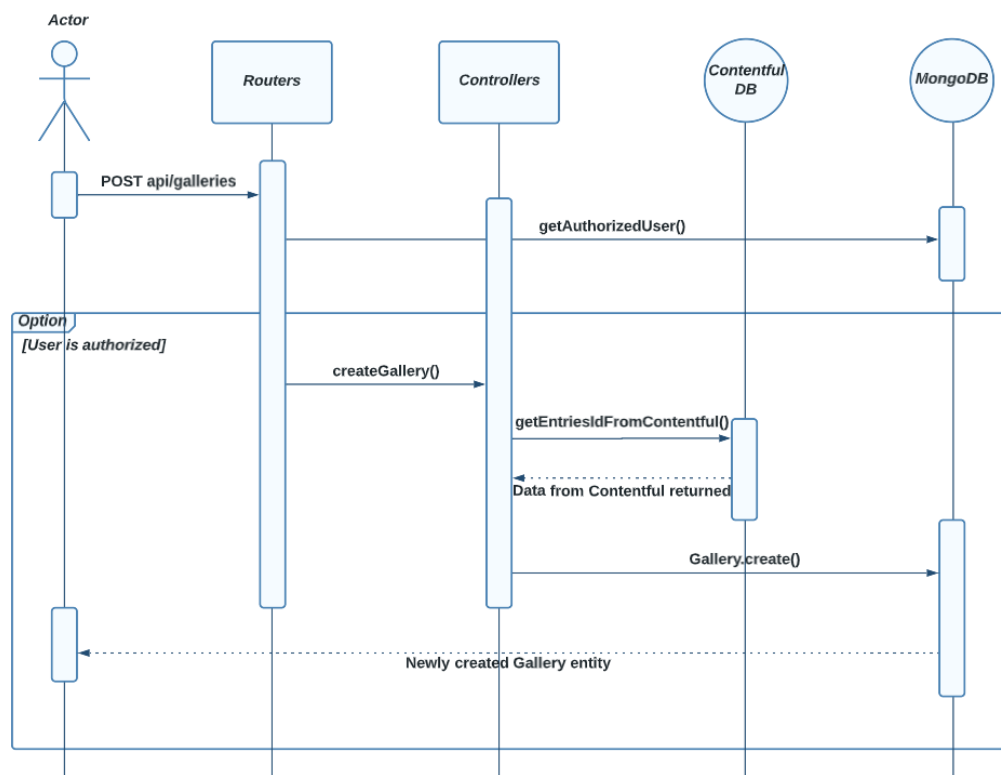 Actor
Routers
Controllers
Contentful
DB
MongoDB
POST api/galleries
getAuthorizedUser()
Option
[User is authorized]
createGallery()
getEntriesIdFromContentful()
Data from Contentful returned
Gallery.create()
Newly created Gallery entity